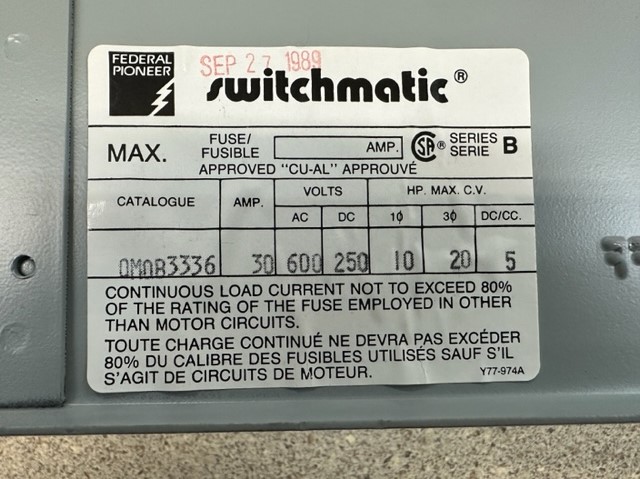 FEDERAL
PIONEER
SEP 27 1989
switchmatic®
MAX.
FUSE/
FUSIBLE
AMP.
SA® SERIES
SERIE B
APPROVED "CU-AL" APPROUVÉ
CATALOGUE AMP. VOLTS HP. MAX. C.V.
AC DC 1ϕ 3ϕ DC/CC.
QMQB3336 30 600 250 10 20 5
CONTINUOUS LOAD CURRENT NOT TO EXCEED 80%
OF THE RATING OF THE FUSE EMPLOYED IN OTHER
THAN MOTOR CIRCUITS.
TOUTE CHARGE CONTINUÉ NE DEVRA PAS EXCÉDER
80% DU CALIBRE DES FUSIBLES UTILISÉS SAUF S'IL
S'AGIT DE CIRCUITS DE MOTEUR.
Y77-974A